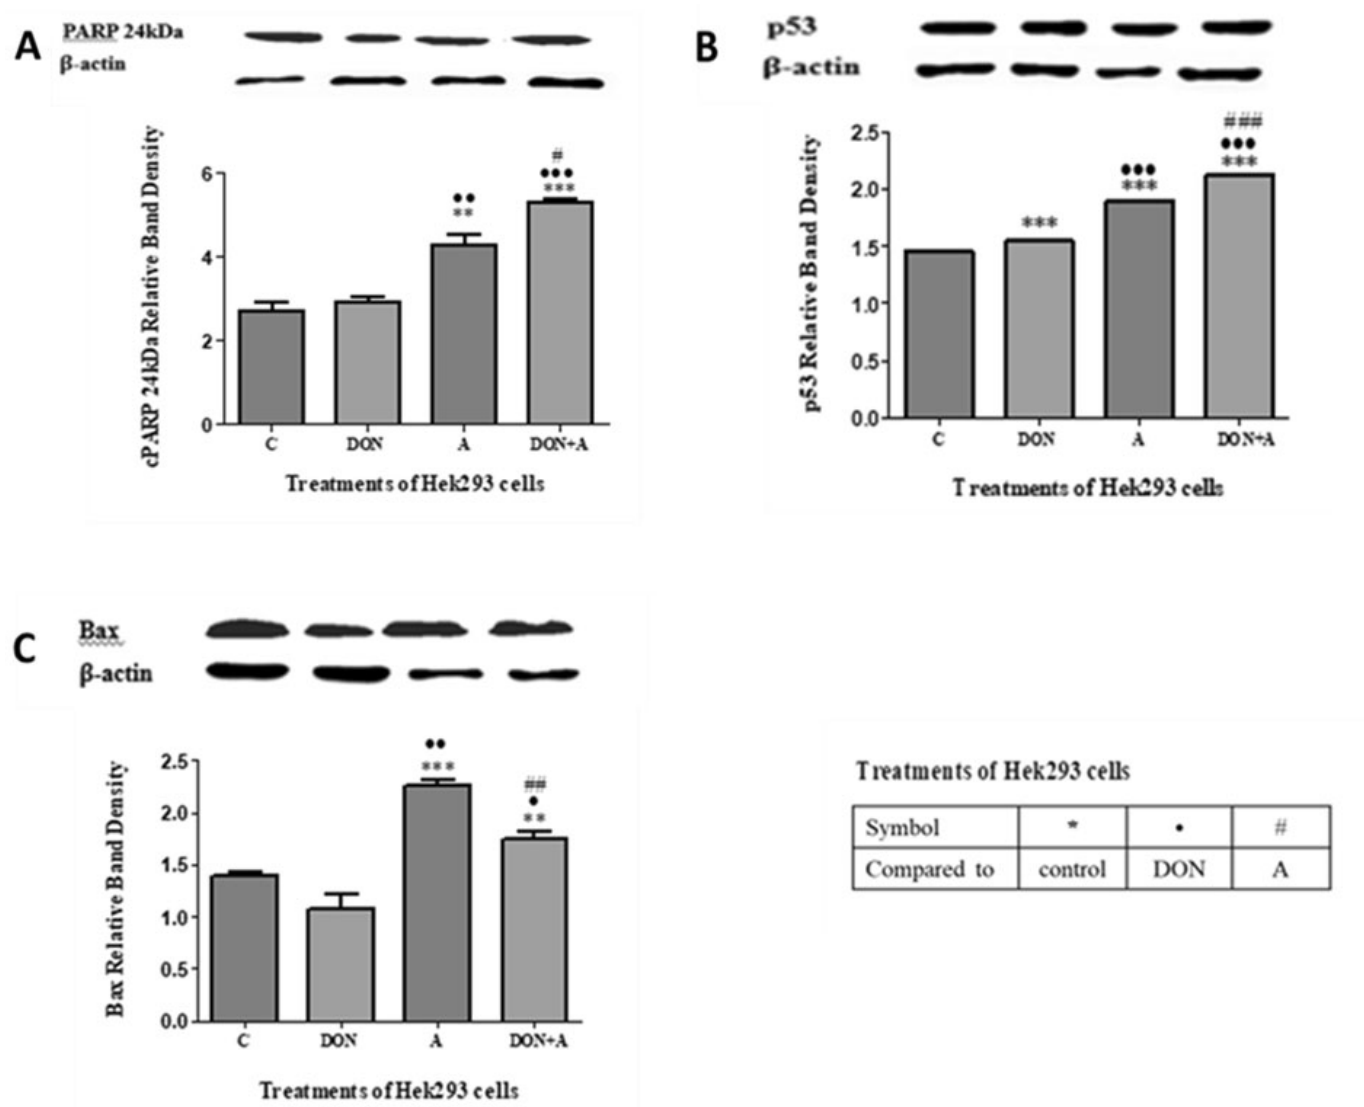 A
PARP 24kDa
β-actin
cPARP 24kDa Relative Band Density
6
4
2
0
#
•• •••
** ***
C DON A DON+A
Treatments of Hek293 cells
B
p53
β-actin
p53 Relative Band Density
2.5
2.0
1.5
1.0
0.5
0.0
###
••• •••
*** *** ***
C DON A DON+A
Treatments of Hek293 cells
C
Bax
β-actin
Bax Relative Band Density
2.5
2.0
1.5
1.0
0.5
0.0
••
***
##
•
**
C DON A DON+A
Treatments of Hek293 cells
Treatments of Hek293 cells
Symbol * • #
Compared to control DON A